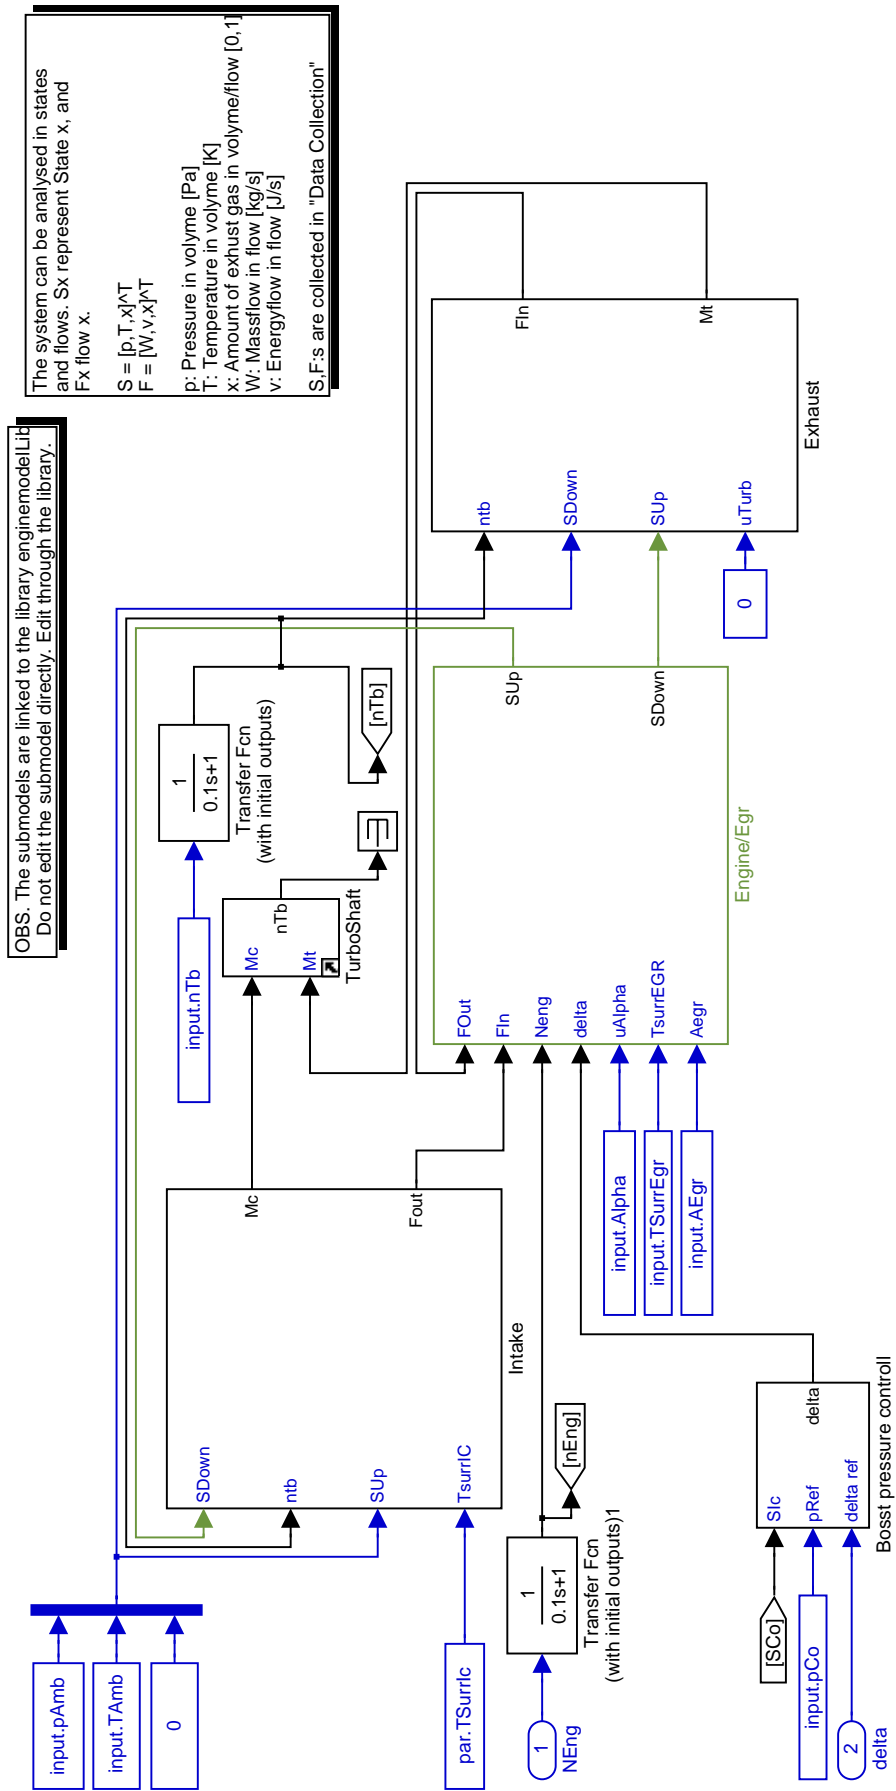 OBS. The submodels are linked to the library enginemodelLib
Do not edit the submodel directly. Edit through the library.
The system can be analysed in states
and flows. Sx represent State x, and
Fx flow x.
S = [p,T,x]^T
F = [W,v,x]^T
p: Pressure in volyme [Pa]
T: Temperature in volyme [K]
x: Amount of exhust gas in volyme/flow [0,1]
W: Massflow in flow [kg/s]
v: Energyflow in flow [J/s]
S,F:s are collected in "Data Collection"
input.pAmb
input.TAmb
0
par.TSurrIc
SDown
ntb
SUp
TsurrIC
Mc
Fout
Intake
input.nTb
1
0.1s+1
Transfer Fcn
(with initial outputs)
[nTb]
Mc
Mt
nTb
TurboShaft
1
NEng
1
0.1s+1
Transfer Fcn
(with initial outputs)1
[nEng]
input.Alpha
input.TSurrEgr
input.AEgr
FOut
FIn
Neng
delta
uAlpha
TsurrEGR
Aegr
SUp
SDown
Engine/Egr
0
ntb
SDown
SUp
uTurb
FIn
Mt
Exhaust
[SCo]
input.pCo
2
delta
SIc
pRef
delta ref
delta
Bosst pressure controll